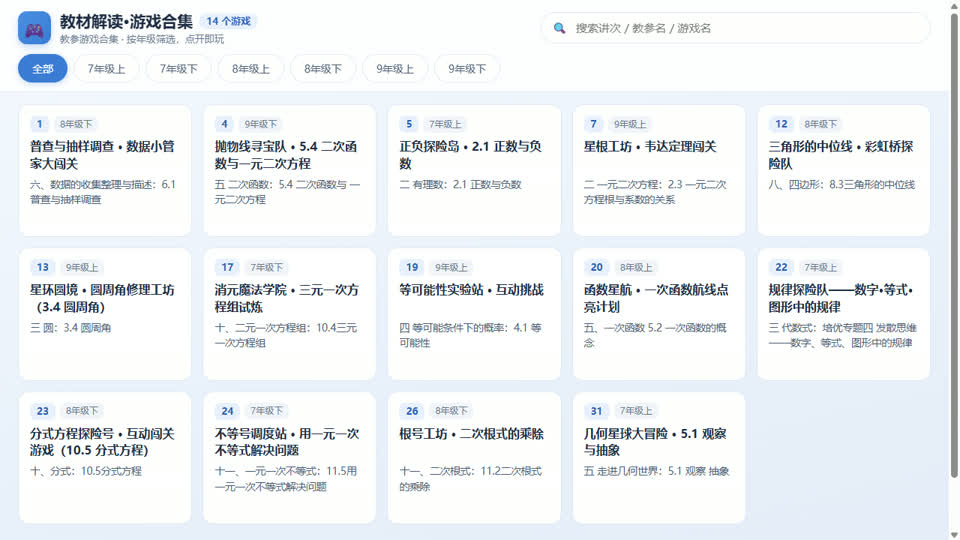 教材解读·游戏合集 14 个游戏
教参游戏合集 · 按年级筛选，点开即玩
搜索讲次 / 教参名 / 游戏名
全部 7年级上 7年级下 8年级上 8年级下 9年级上 9年级下
1 8年级下
普查与抽样调查 • 数据小管
家大闯关
六、数据的收集整理与描述：6.1
普查与抽样调查
4 9年级下
抛物线寻宝队 • 5.4 二次函
数与一元二次方程
五 二次函数：5.4 二次函数与 一
元二次方程
5 7年级上
正负探险岛 • 2.1 正数与负
数
二 有理数：2.1 正数与负数
7 9年级上
星根工坊 • 韦达定理闯关
二 一元二次方程：2.3 一元二次
方程根与系数的关系
12 8年级下
三角形的中位线 • 彩虹桥探
险队
八、四边形：8.3三角形的中位线
13 9年级上
星环圆境 • 圆周角修理工坊
（3.4 圆周角）
三 圆：3.4 圆周角
17 7年级下
消元魔法学院 • 三元一次方
程组试炼
十、二元一次方程组：10.4三元
一次方程组
19 9年级上
等可能性实验站 • 互动挑战
四 等可能条件下的概率：4.1 等
可能性
20 8年级上
函数星航 • 一次函数航线点
亮计划
五、一次函数 5.2 一次函数的概
念
22 7年级上
规律探险队——数字·等式·
图形中的规律
三 代数式：培优专题四 发散思维
——数字、等式、图形中的规律
23 8年级下
分式方程探险号 • 互动闯关
游戏（10.5 分式方程）
十、分式：10.5分式方程
24 7年级下
不等号调度站 • 用一元一次
不等式解决问题
十一、一元一次不等式：11.5用
一元一次不等式解决问题
26 8年级下
根号工坊 • 二次根式的乘除
十一、二次根式：11.2二次根式
的乘除
31 7年级上
几何星球大冒险 • 5.1 观察
与抽象
五 走进几何世界：5.1 观察 抽象